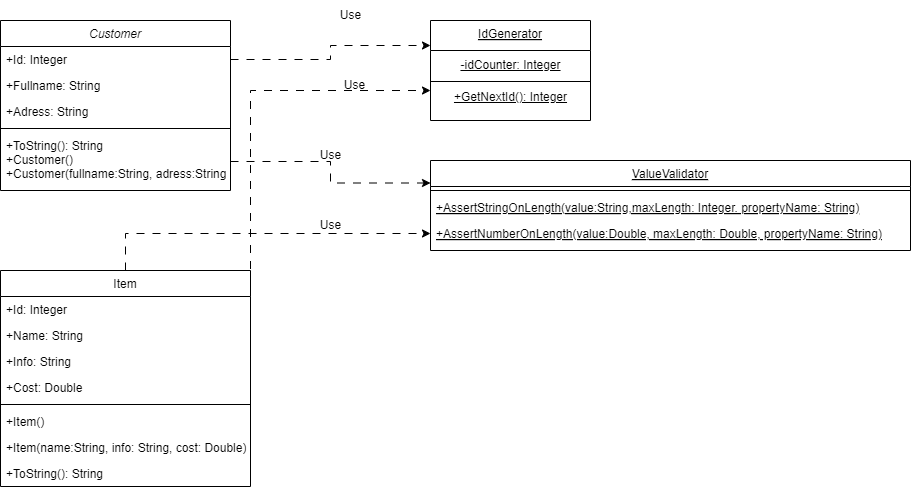 Customer
+Id: Integer
+Fullname: String
+Adress: String
+ToString(): String
+Customer()
+Customer(fullname:String, adress:String
Use
IdGenerator
-idCounter: Integer
+GetNextId(): Integer
Use
Use
ValueValidator
+AssertStringOnLength(value:String,maxLength: Integer. propertyName: String)
+AssertNumberOnLength(value:Double, maxLength: Double, propertyName: String)
Use
Item
+Id: Integer
+Name: String
+Info: String
+Cost: Double
+Item()
+Item(name:String, info: String, cost: Double)
+ToString(): String